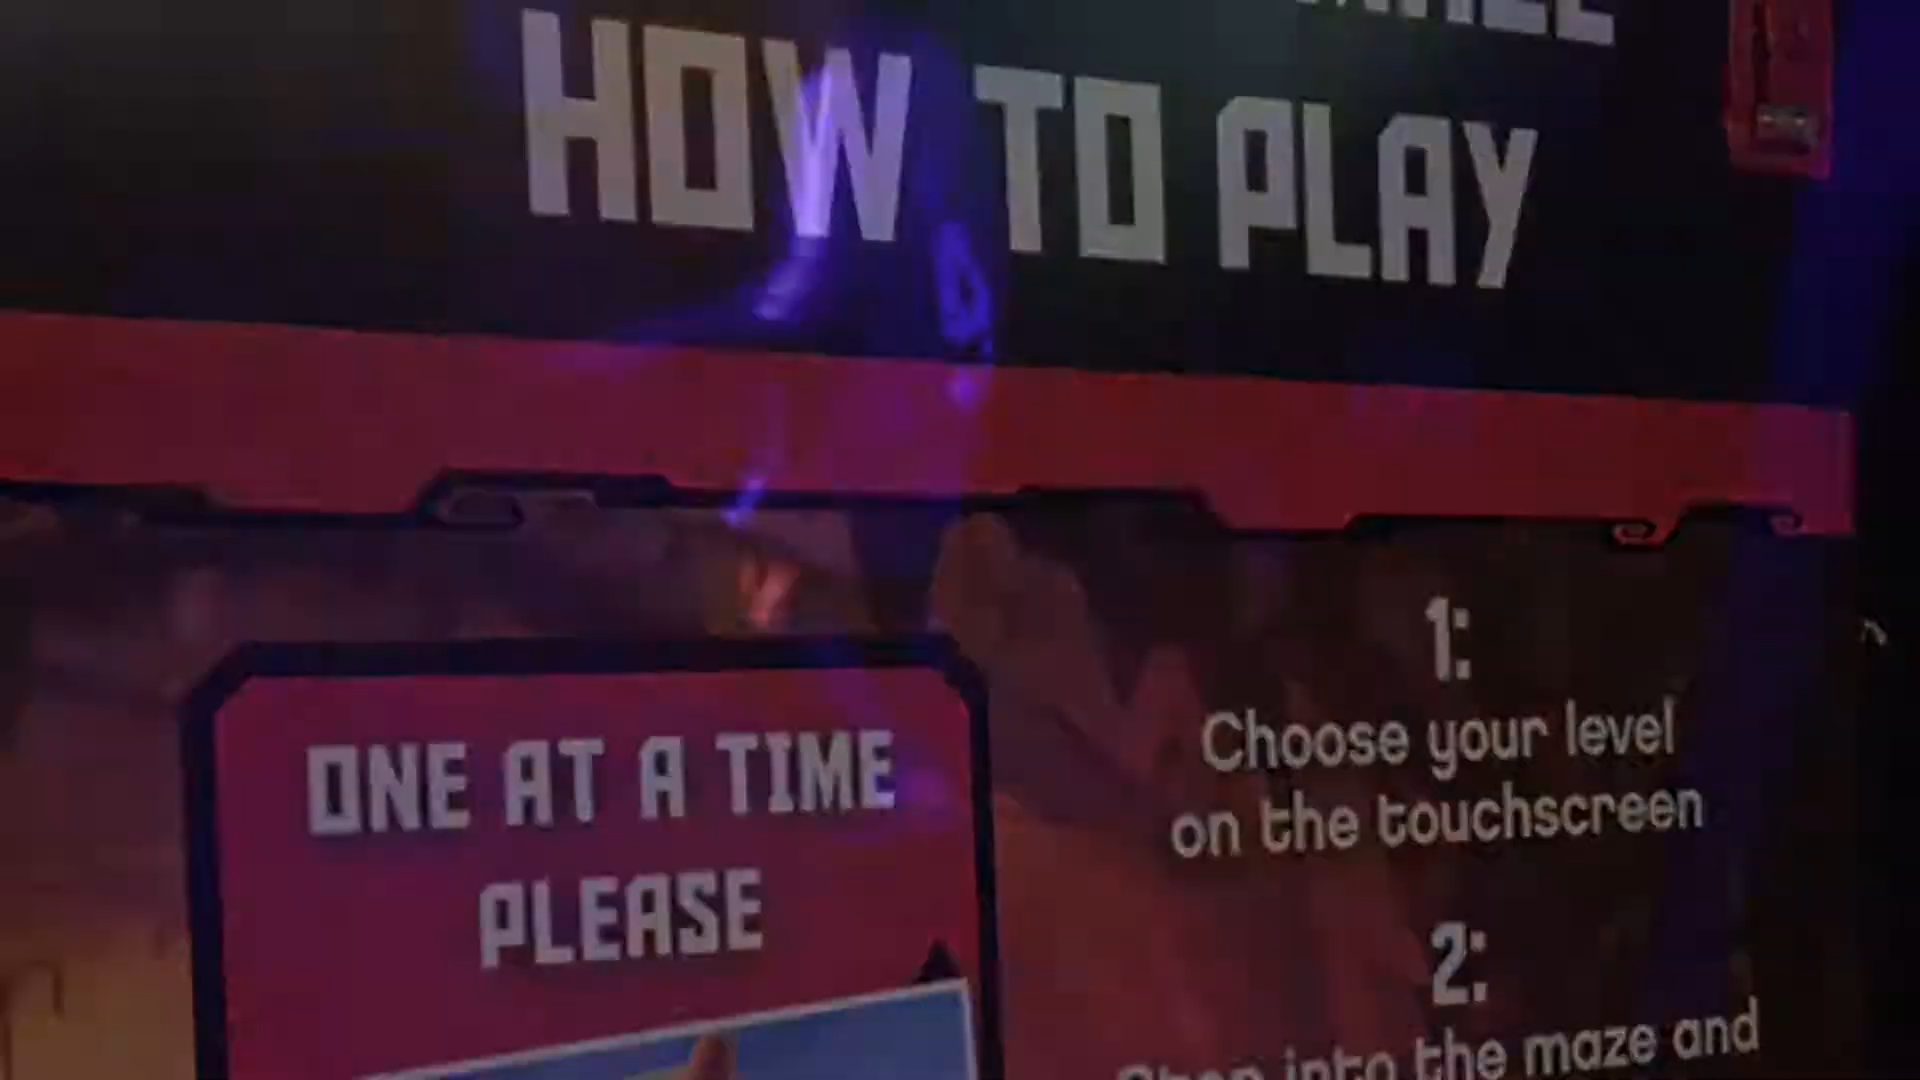 HOW TO PLAY
ONE AT A TIME
PLEASE
1:
Choose your level
on the touchscreen
2:
into the maze and